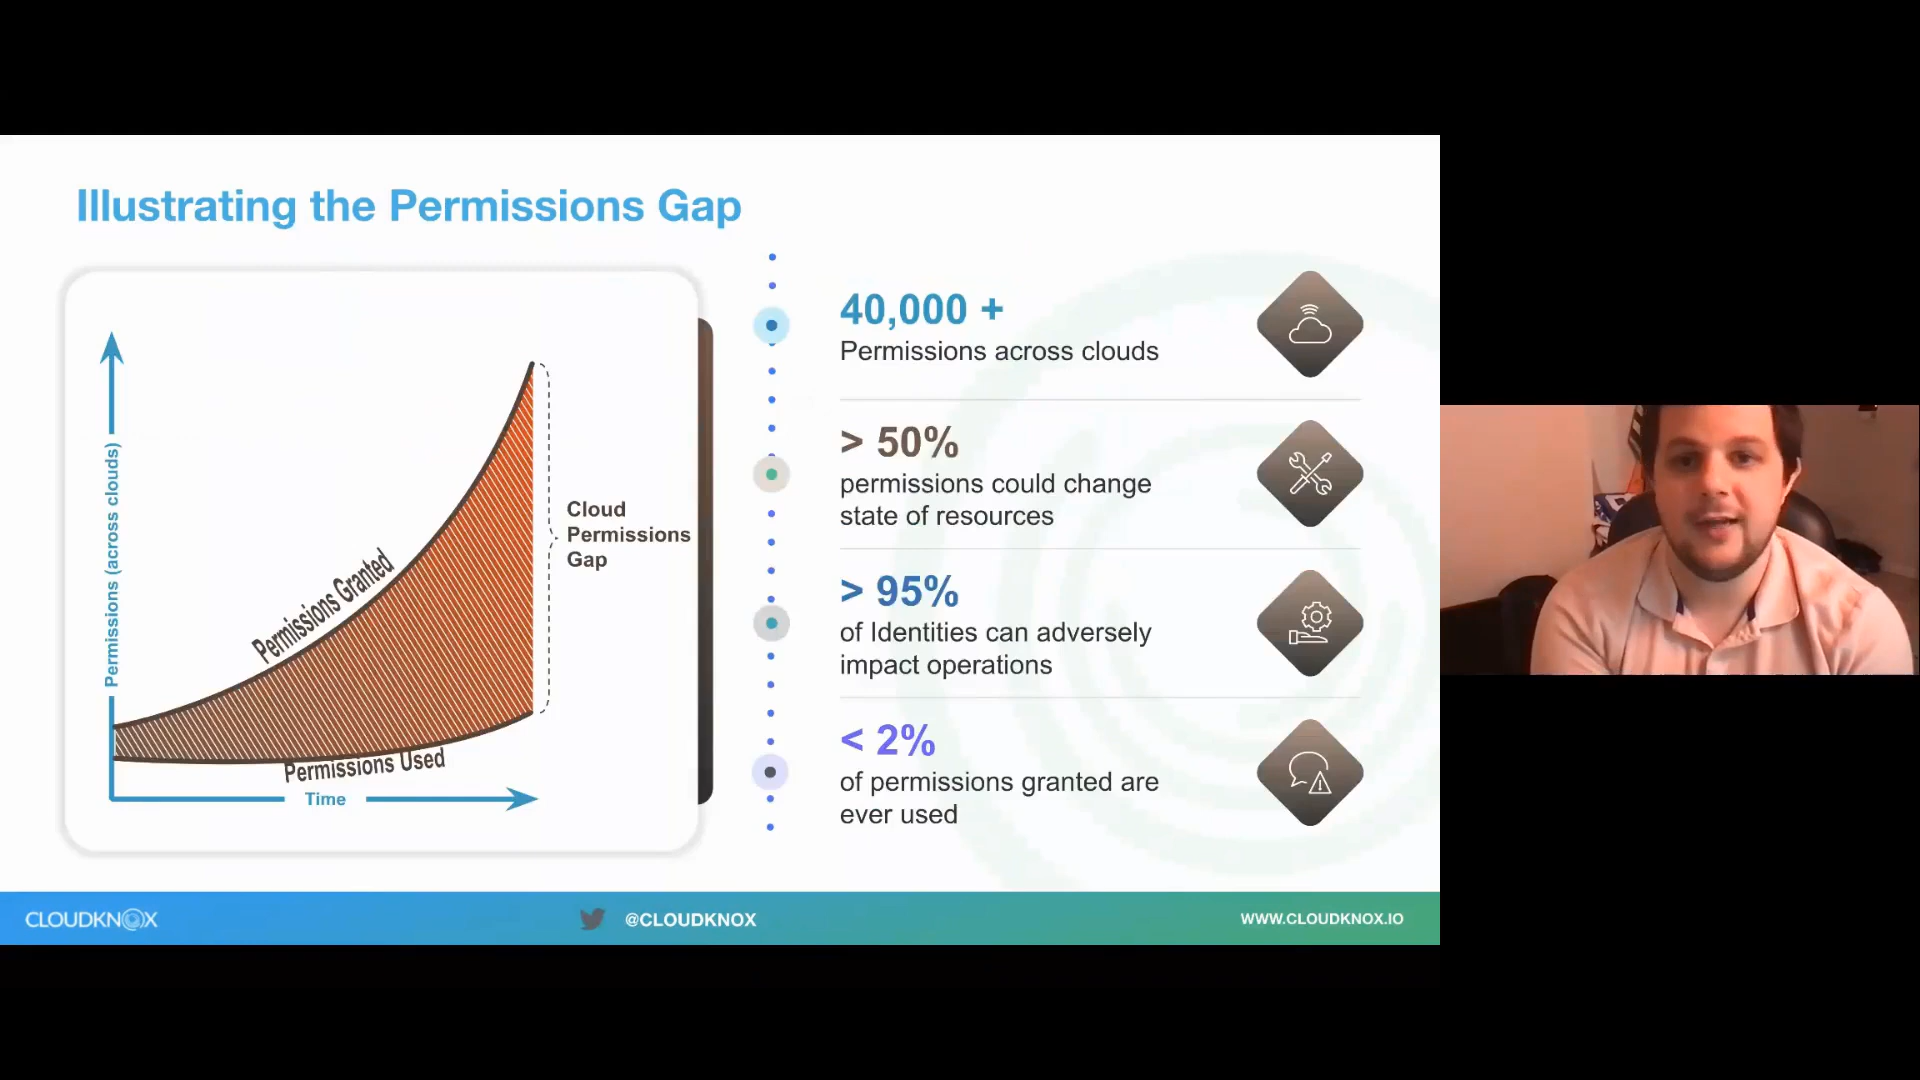 Illustrating the Permissions Gap
Permissions (across clouds)
Permissions Granted
Permissions Used
Time
Cloud
Permissions
Gap
40,000 +
Permissions across clouds
> 50%
permissions could change
state of resources
> 95%
of Identities can adversely
impact operations
< 2%
of permissions granted are
ever used
CLOUDKNOX
@CLOUDKNOX
WWW.CLOUDKNOX.IO